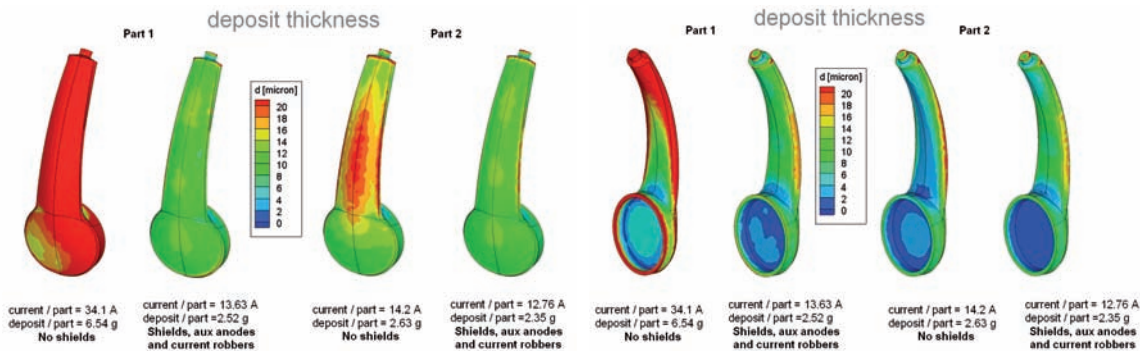 deposit thickness
Part 1
Part 2
d [micron]
20
18
16
14
12
10
8
6
4
2
0
current / part = 34.1 A
deposit / part = 6.54 g
No shields
current / part = 13.63 A
deposit / part =2.52 g
Shields, aux anodes
and current robbers
current / part = 14.2 A
deposit / part =2.63 g
No shields
current / part = 12.76 A
deposit / part =2.35 g
Shields, aux anodes
and current robbers
deposit thickness
Part 1
Part 2
d [micron]
20
18
16
14
12
10
8
6
4
2
0
current / part = 34.1 A
deposit / part = 6.54
No shields
current / part = 13.63 A
deposit / part =2.52 g
Shields, aux anodes
and current robbers
current / part = 14.2 A
deposit / part =2.63 g
No shields
current / part = 12.76 A
deposit / part =2.35 g
Shields, aux anodes
and current robbers